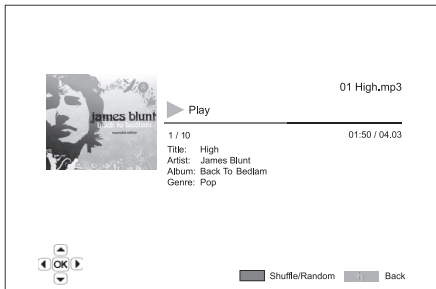 01 High.mp3
james blunt
back to bedlam
expanded edition
Play
1 / 10
01:50 / 04.03
Title: High
Artist: James Blunt
Album: Back To Bedlam
Genre: Pop
OK
Shuffle/Random
Back